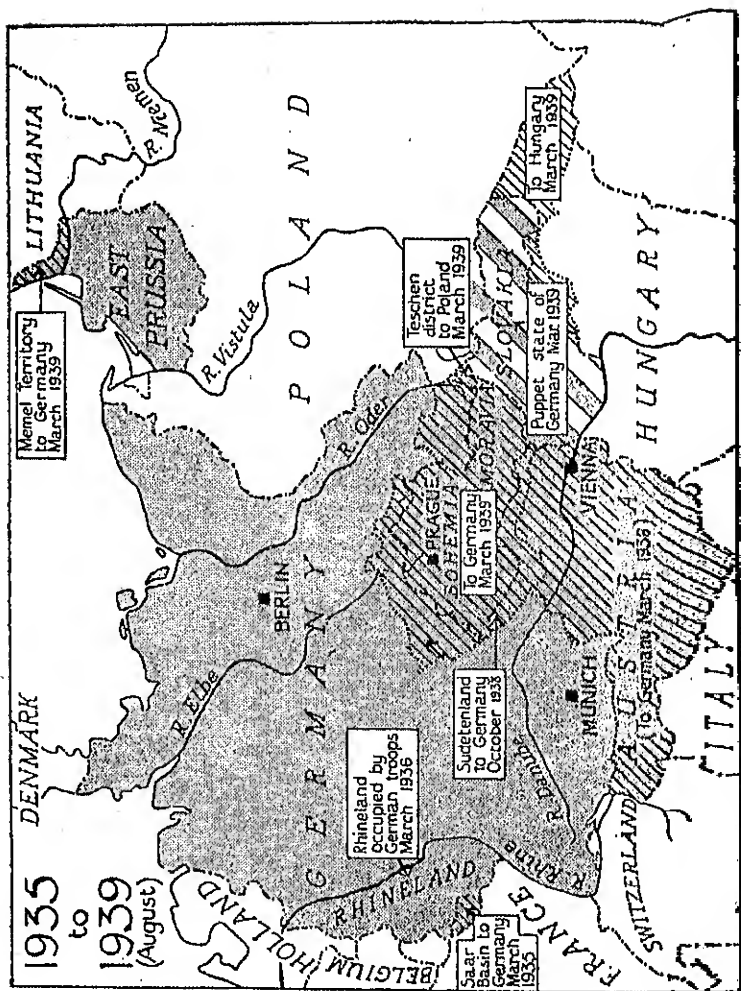 1935
to
1939
(August)
DENMARK
HOLLAND
BELGIUM
FRANCE
SWITZERLAND
ITALY
LITHUANIA
R. Niemen
EAST
PRUSSIA
Memel Territory
to Germany
March 1939
R. Vistula
POLAND
R. Elbe
BERLIN
GERMANY
R. Oder
Rhineland
occupied by
German troops
March 1936
RHINELAND
Saar
Basin to
Germany
March
1935
R. Rhine
R. Danube
Sudetenland
to Germany
October 1938
PRAGUE
BOHEMIA
MORAVIA
To Germany
March 1939
Teschen
district
to Poland
March 1939
SLOVAKIA
Puppet state of
Germany Mar 1939
To Hungary
March 1939
MUNICH
VIENNA
AUSTRIA
(To Germany March 1938)
HUNGARY